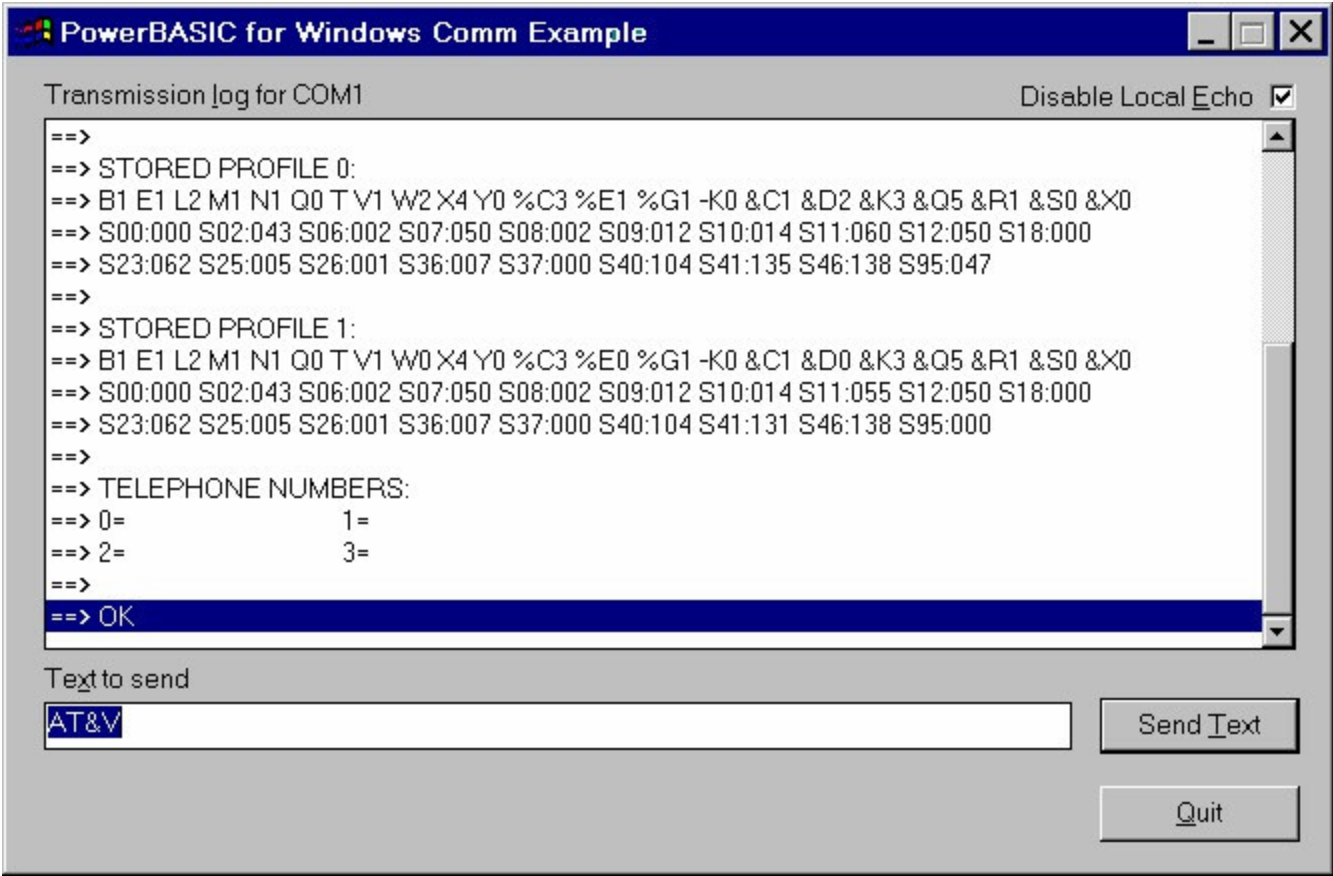 PowerBASIC for Windows Comm Example
Transmission log for COM1 Disable Local Echo
==>
==> STORED PROFILE 0:
==> B1 E1 L2 M1 N1 Q0 T V1 W2 X4 Y0 %C3 %E1 %G1 -K0 &C1 &D2 &K3 &Q5 &R1 &S0 &X0
==> S00:000 S02:043 S06:002 S07:050 S08:002 S09:012 S10:014 S11:060 S12:050 S18:000
==> S23:062 S25:005 S26:001 S36:007 S37:000 S40:104 S41:135 S46:138 S95:047
==>
==> STORED PROFILE 1:
==> B1 E1 L2 M1 N1 Q0 T V1 W0 X4 Y0 %C3 %E0 %G1 -K0 &C1 &D0 &K3 &Q5 &R1 &S0 &X0
==> S00:000 S02:043 S06:002 S07:050 S08:002 S09:012 S10:014 S11:055 S12:050 S18:000
==> S23:062 S25:005 S26:001 S36:007 S37:000 S40:104 S41:131 S46:138 S95:000
==>
==> TELEPHONE NUMBERS:
==> 0= 1=
==> 2= 3=
==>
==> OK
Text to send
AT&V
Send Text
Quit